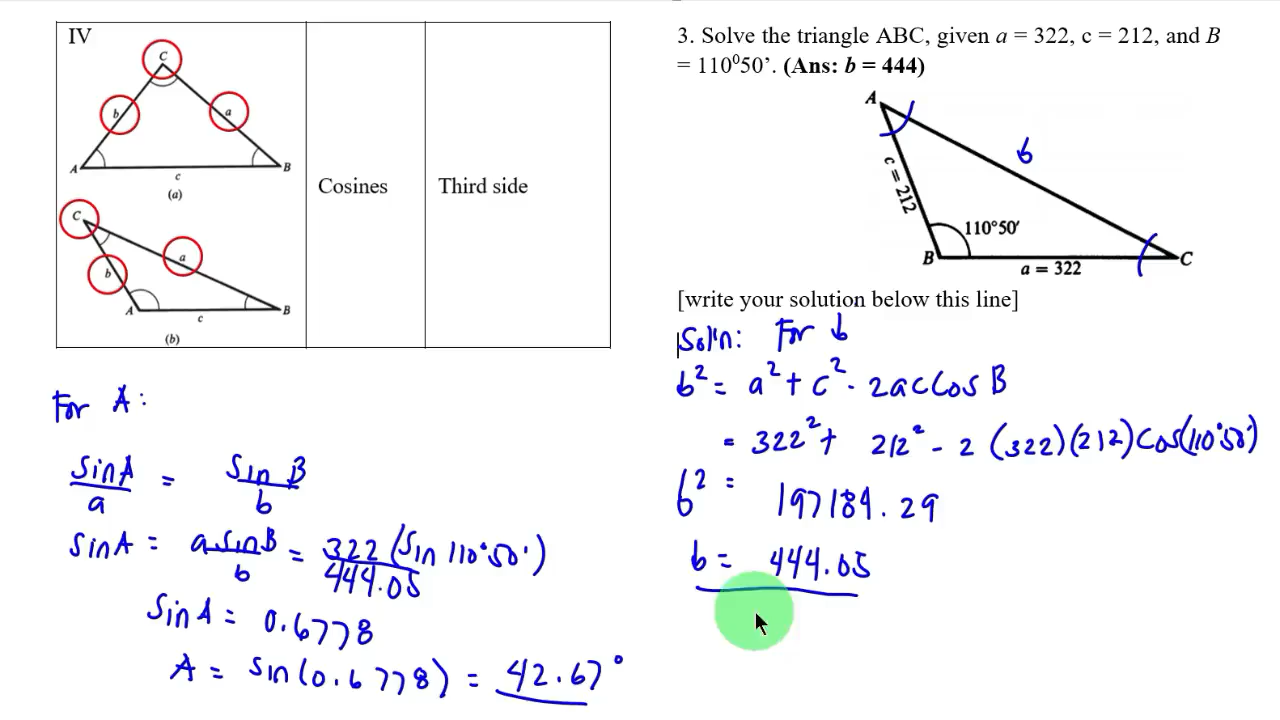 IV
C
b
a
A
B
c
(a)
C
a
b
A
B
c
(b)
Cosines
Third side
3. Solve the triangle ABC, given a = 322, c = 212, and B
= 110⁰50’. (Ans: b = 444)
A
b
c = 212
110°50′
B
C
a = 322
[write your solution below this line]
Sol'n: For b
b² = a² + c² - 2ac Cos B
= 322² + 212² - 2 (322)(212) Cos(110°50')
b² = 197184.29
b = 444.05
For A:
sinA/a = sin B/b
sinA = a sinB/b = 322 (sin 110°50')/444.05
sinA = 0.6778
A = sin(0.6778) = 42.67°